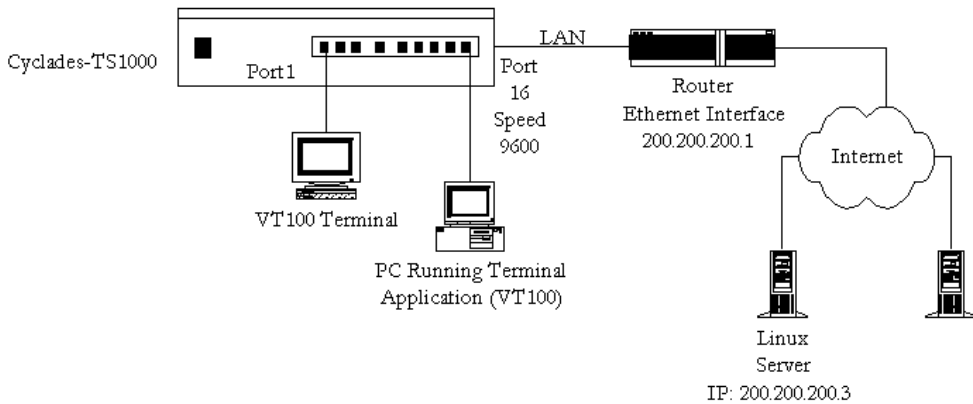 Cyclades-TS1000
Port1
Port
16
Speed
9600
LAN
Router
Ethernet Interface
200.200.200.1
Internet
VT100 Terminal
PC Running Terminal
Application (VT100)
Linux
Server
IP: 200.200.200.3